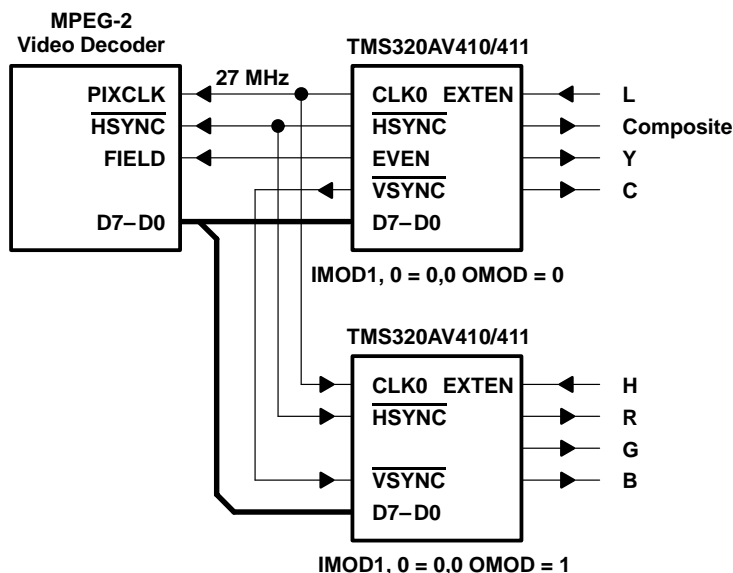 MPEG-2
Video Decoder
PIXCLK
HSYNC
FIELD
D7–D0
27 MHz
TMS320AV410/411
CLK0 EXTEN
HSYNC
EVEN
VSYNC
D7–D0
L
Composite
Y
C
IMOD1, 0 = 0,0 OMOD = 0
TMS320AV410/411
CLK0 EXTEN
HSYNC
VSYNC
D7–D0
H
R
G
B
IMOD1, 0 = 0,0 OMOD = 1